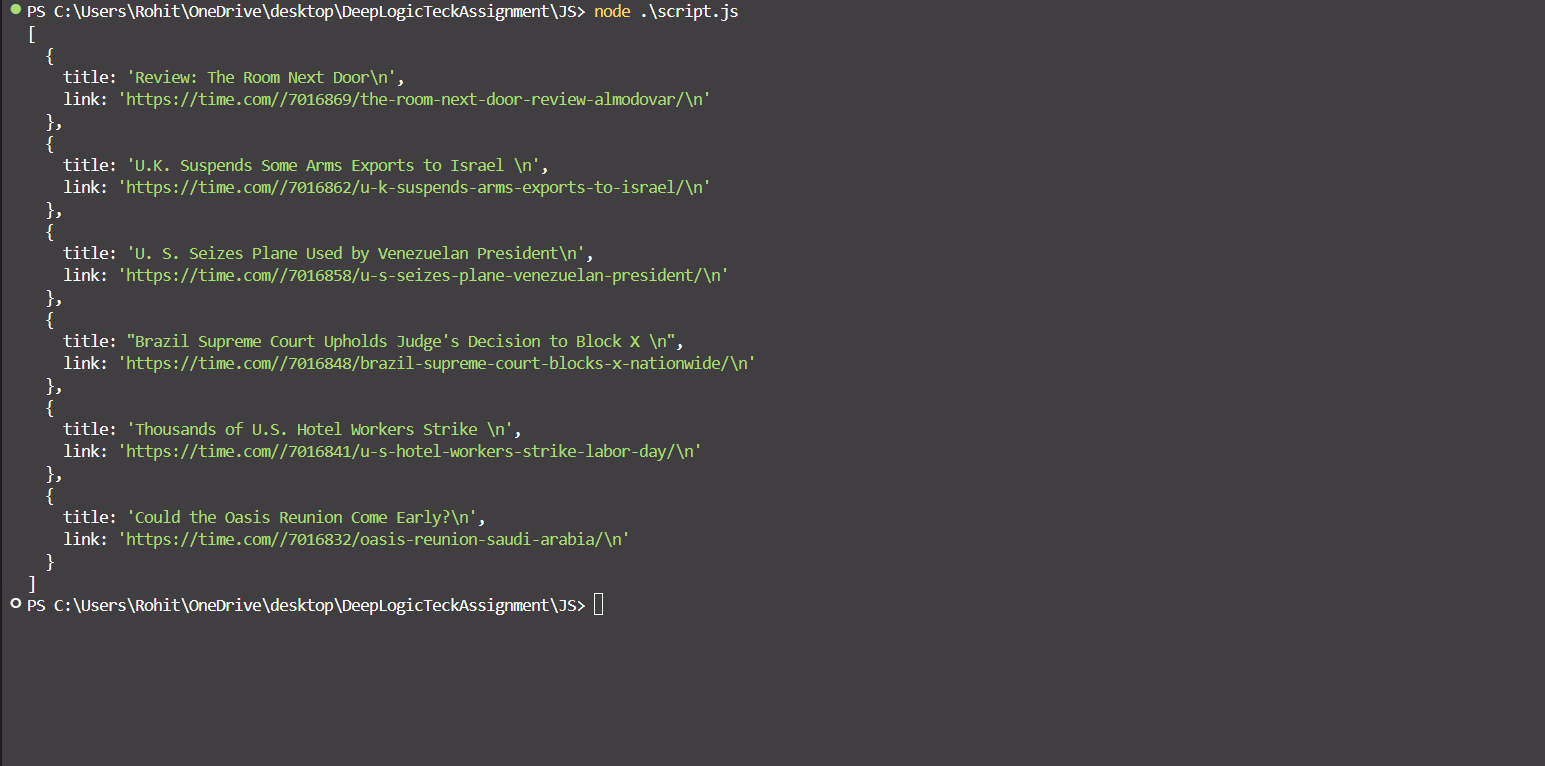 PS C:\Users\Rohit\OneDrive\desktop\DeepLogicTeckAssignment\JS> node .\script.js
[
  {
    title: 'Review: The Room Next Door\n',
    link: 'https://time.com//7016869/the-room-next-door-review-almodovar/\n'
  },
  {
    title: 'U.K. Suspends Some Arms Exports to Israel \n',
    link: 'https://time.com//7016862/u-k-suspends-arms-exports-to-israel/\n'
  },
  {
    title: 'U. S. Seizes Plane Used by Venezuelan President\n',
    link: 'https://time.com//7016858/u-s-seizes-plane-venezuelan-president/\n'
  },
  {
    title: "Brazil Supreme Court Upholds Judge's Decision to Block X \n",
    link: 'https://time.com//7016848/brazil-supreme-court-blocks-x-nationwide/\n'
  },
  {
    title: 'Thousands of U.S. Hotel Workers Strike \n',
    link: 'https://time.com//7016841/u-s-hotel-workers-strike-labor-day/\n'
  },
  {
    title: 'Could the Oasis Reunion Come Early?\n',
    link: 'https://time.com//7016832/oasis-reunion-saudi-arabia/\n'
  }
]
PS C:\Users\Rohit\OneDrive\desktop\DeepLogicTeckAssignment\JS>